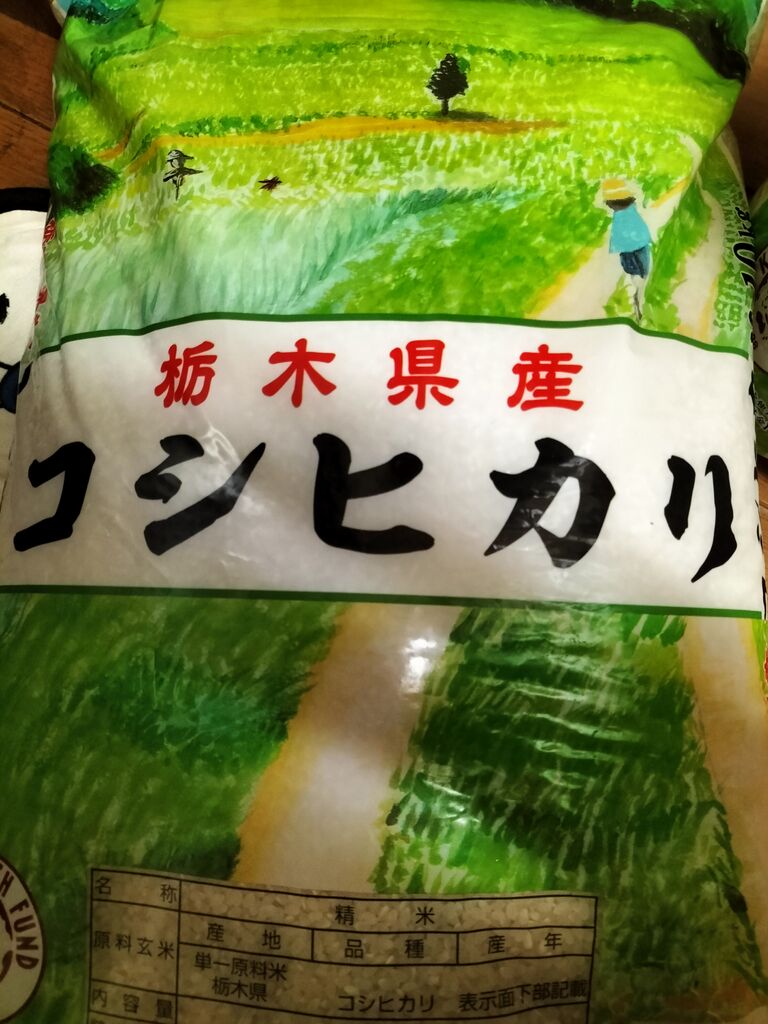 栃木県産
コシヒカリ
名称 精米
原料玄米 産地 品種 産年
単一原料米
栃木県 コシヒカリ 表示面下部記載
内容量
FUND